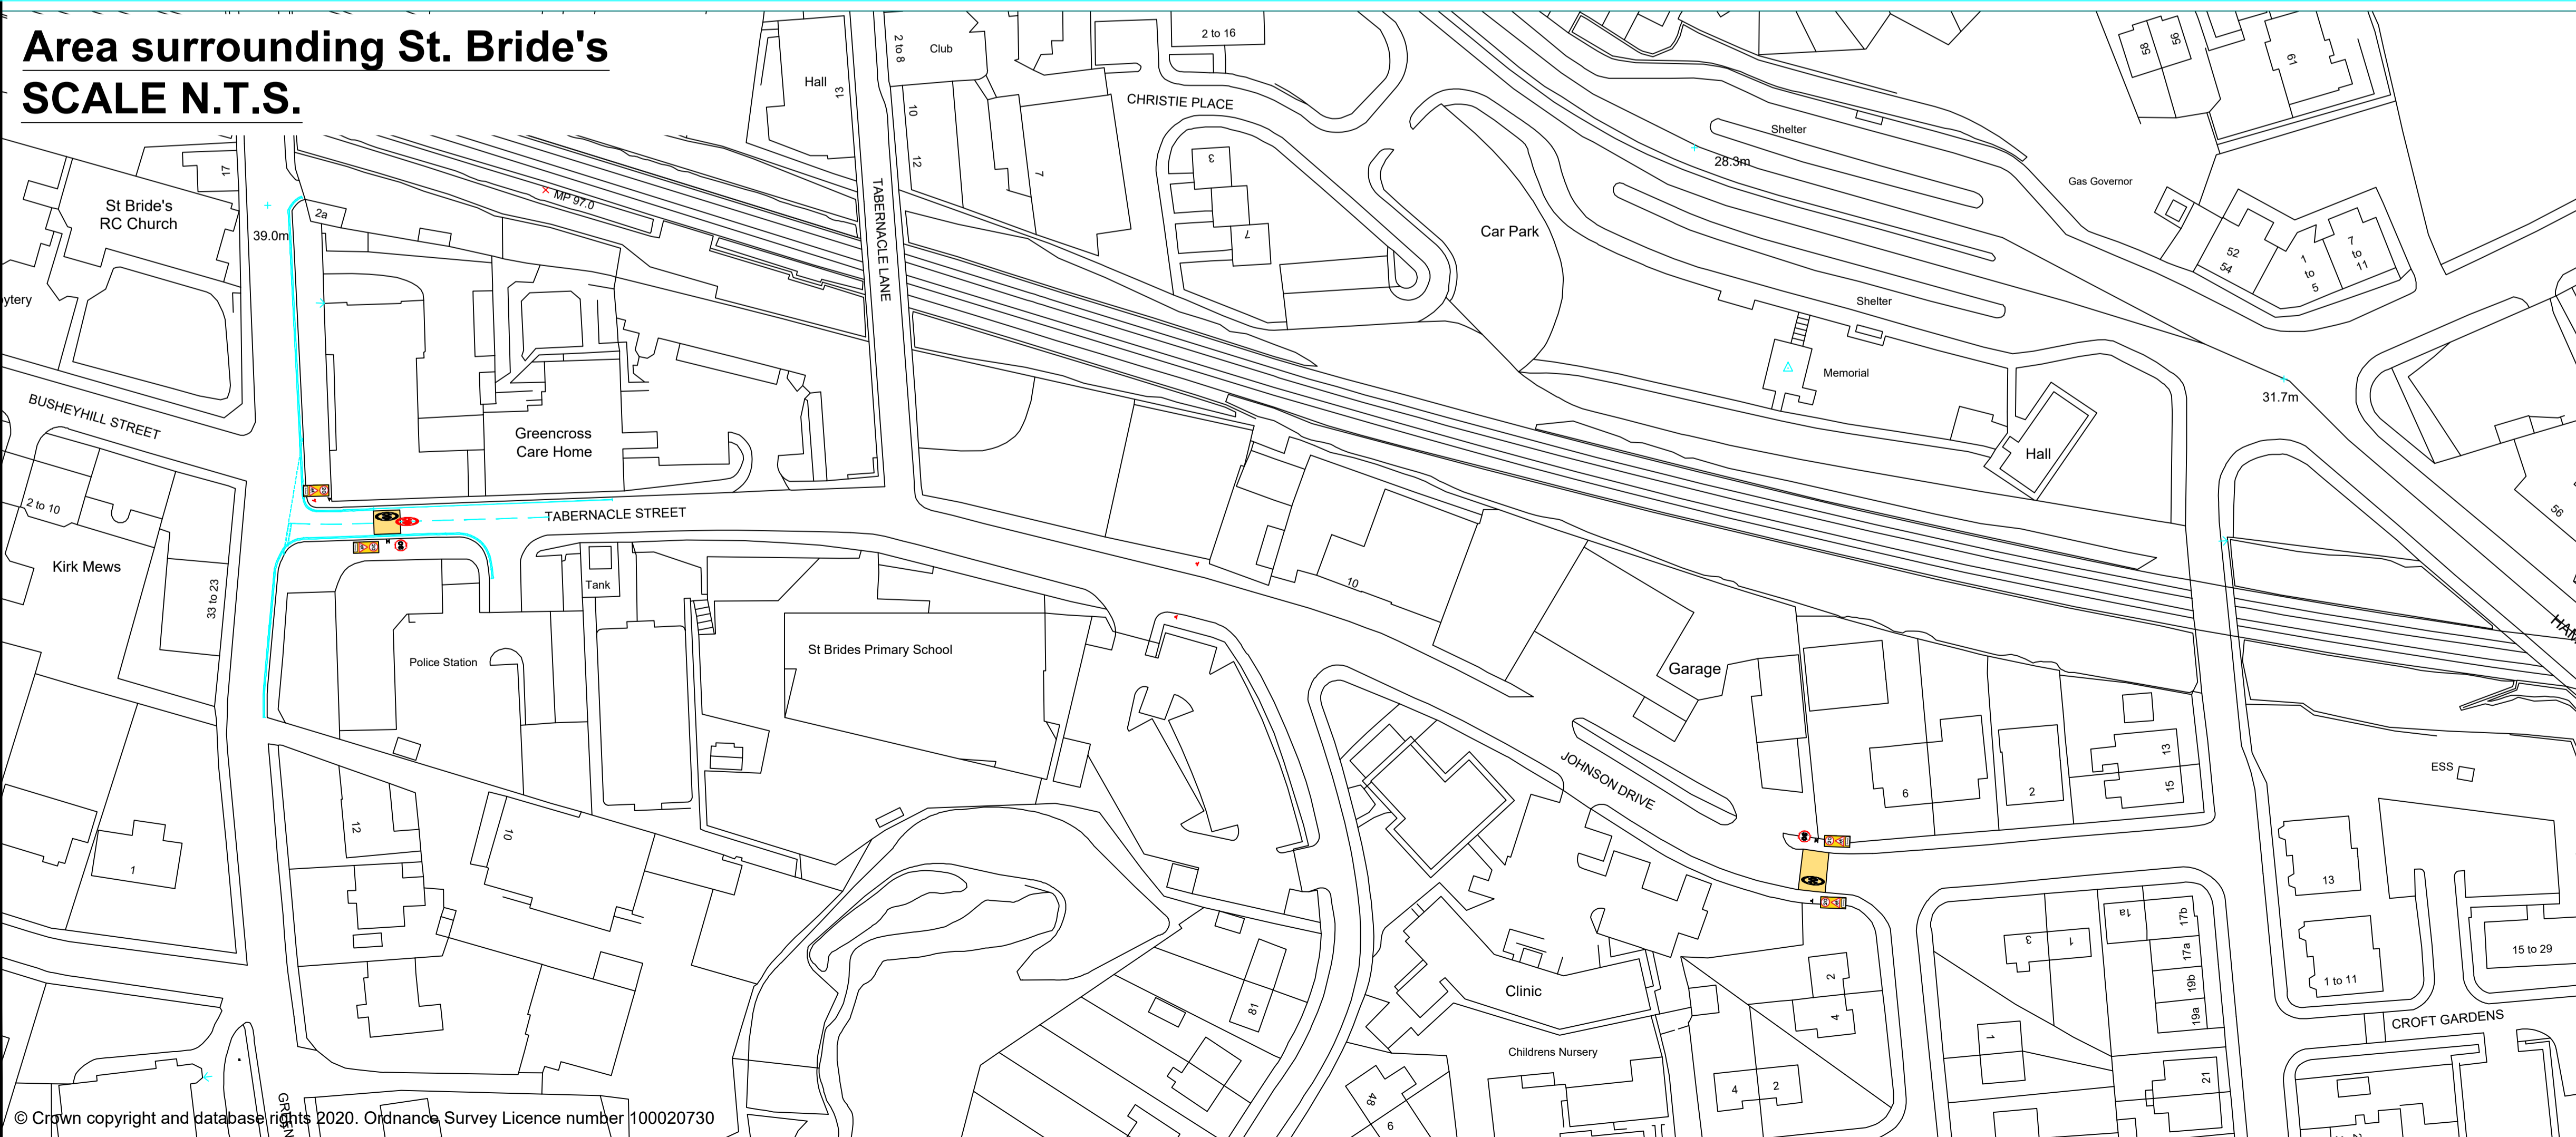 Area surrounding St. Bride's
SCALE N.T.S.
2 to 8
Club
2 to 16
Hall
13
10
12
7
CHRISTIE PLACE
58
56
61
Shelter
28.3m
Gas Governor
17
St Bride's
RC Church
39.0m
2a
MP 97.0
TABERNACLE LANE
3
7
Car Park
52
54
1
to
5
7
to
11
Shelter
Memorial
31.7m
BUSHEYHILL STREET
Greencross
Care Home
Hall
2 to 10
TABERNACLE STREET
56
Kirk Mews
33 to 23
Tank
10
Police Station
St Brides Primary School
Garage
HAM
JOHNSON DRIVE
6
2
13
15
ESS
12
10
1
13
1a
17b
3
1
17a
19b
19a
15 to 29
1 to 11
81
Clinic
2
4
CROFT GARDENS
1
Childrens Nursery
4
2
21
48
6
GREEN
© Crown copyright and database rights 2020. Ordnance Survey Licence number 100020730